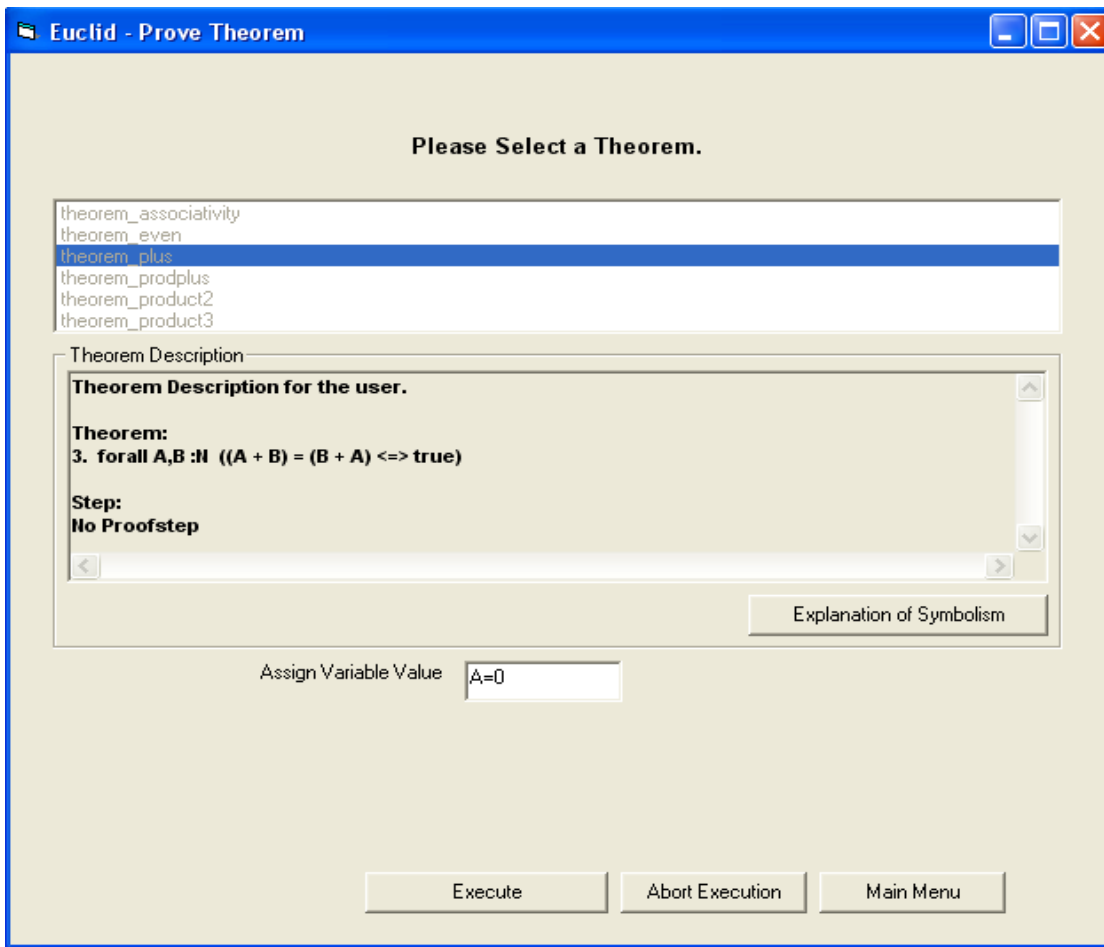 Euclid - Prove Theorem
Please Select a Theorem.
theorem_associativity
theorem_even
theorem_plus
theorem_prodplus
theorem_product2
theorem_product3
Theorem Description
Theorem Description for the user.
Theorem:
3.  forall A,B :N  ((A + B) = (B + A) <=> true)
Step:
No Proofstep
Explanation of Symbolism
Assign Variable Value A=0
Execute Abort Execution Main Menu